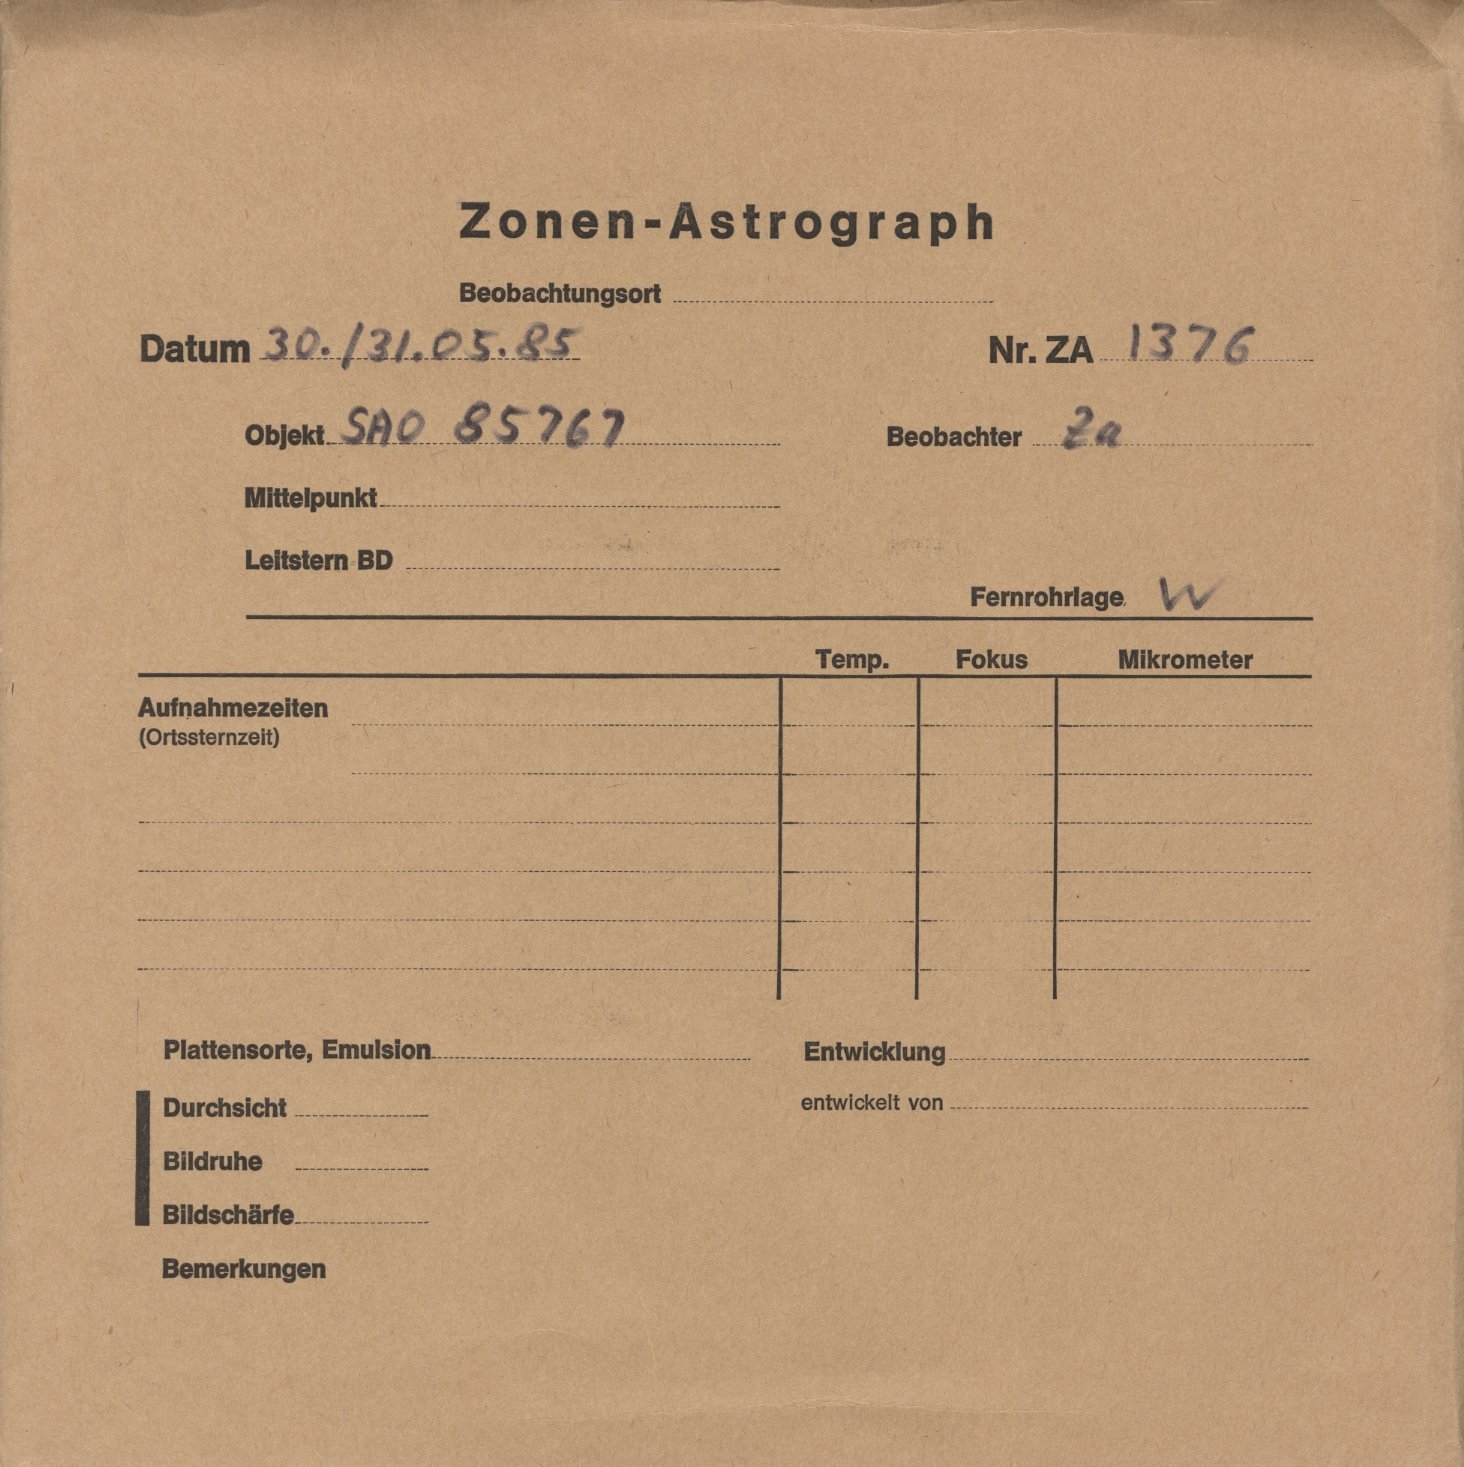 Zonen-Astrograph
Beobachtungsort
Datum 30./31.05.85 Nr. ZA 1376
Objekt SAO 85767 Beobachter Za
Mittelpunkt
Leitstern BD
Fernrohrlage W
Temp. Fokus Mikrometer
Aufnahmezeiten
(Ortssternzeit)
Plattensorte, Emulsion Entwicklung
Durchsicht entwickelt von
Bildruhe
Bildschärfe
Bemerkungen